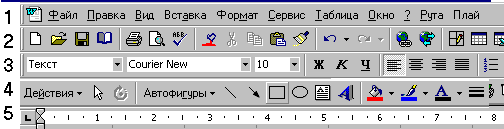 1 Файл Правка Вид Вставка Формат Сервис Таблица Окно ? Рута Плай
2
3 Текст Courier New 10 Ж К Ч
4 Действия Автофигуры
5 1 2 3 4 5 6 7 8